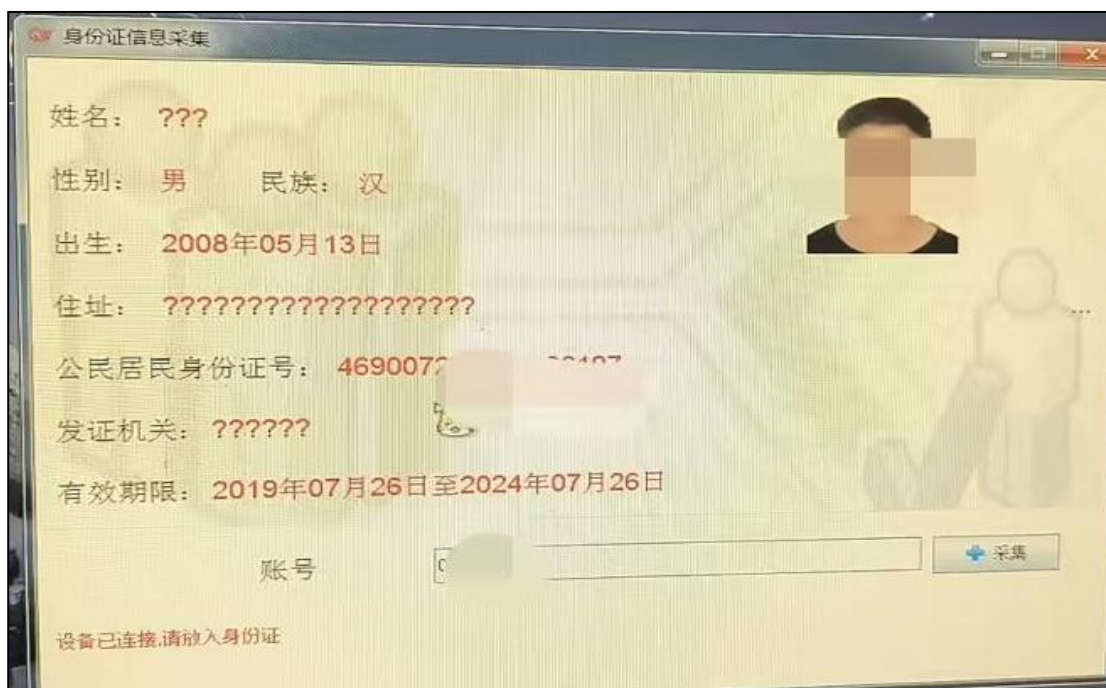 身份证信息采集
姓名: ???
性别: 男 民族: 汉
出生: 2008年05月13日
住址: ???????????????????
公民居民身份证号: 469007
发证机关: ??????
有效期限: 2019年07月26日至2024年07月26日
账号
采集
设备已连接,请放入身份证